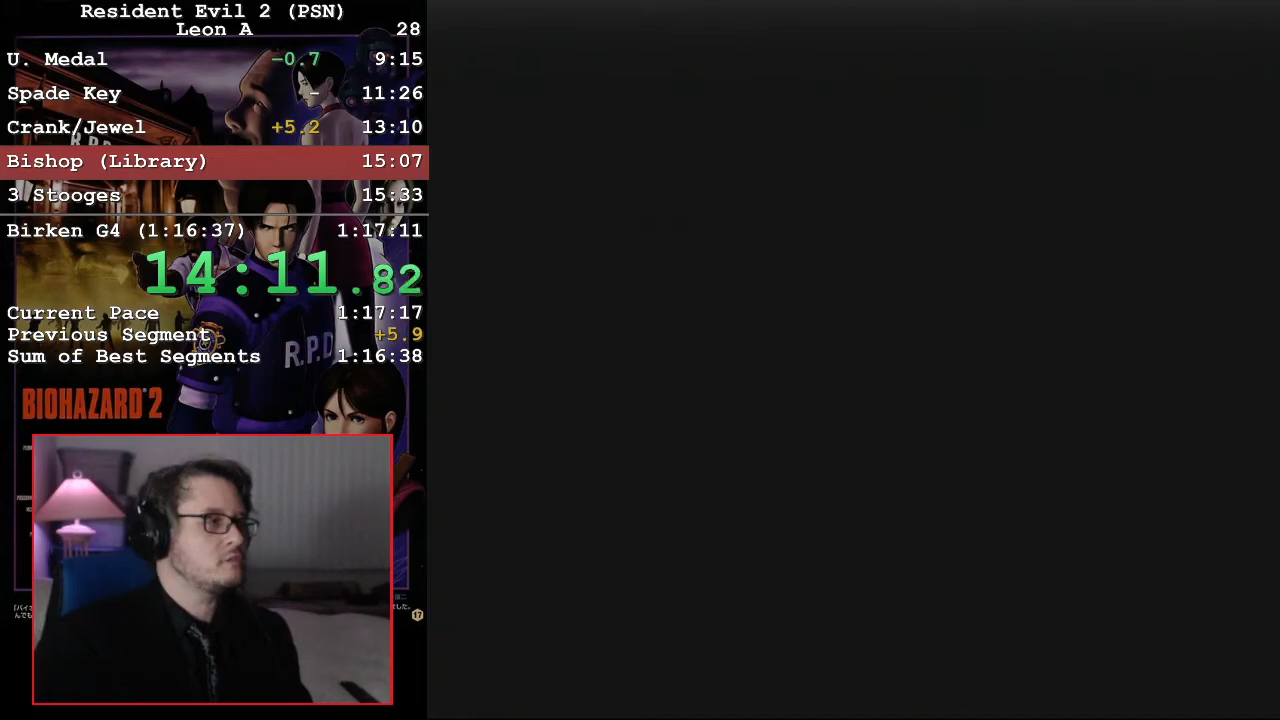 Resident Evil 2 (PSN)
Leon A 28
U. Medal −0.7 9:15
Spade Key – 11:26
Crank/Jewel +5.2 13:10
Bishop (Library) 15:07
3 Stooges 15:33
Birken G4 (1:16:37) 1:17:11
14:11.82
Current Pace 1:17:17
Previous Segment +5.9
Sum of Best Segments 1:16:38
R.P.D
BIOHAZARD 2
17